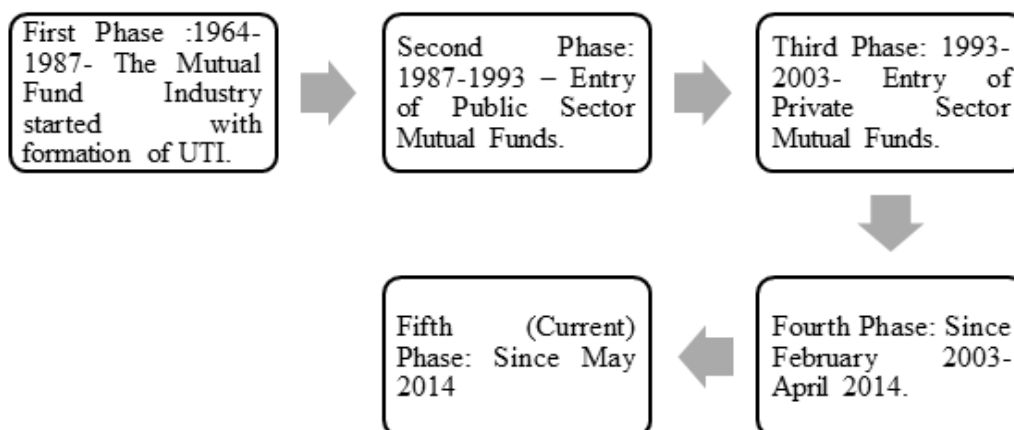 First Phase :1964-
1987- The Mutual
Fund Industry
started with
formation of UTI.
Second Phase:
1987-1993 – Entry
of Public Sector
Mutual Funds.
Third Phase: 1993-
2003- Entry of
Private Sector
Mutual Funds.
Fourth Phase: Since
February 2003-
April 2014.
Fifth (Current)
Phase: Since May
2014